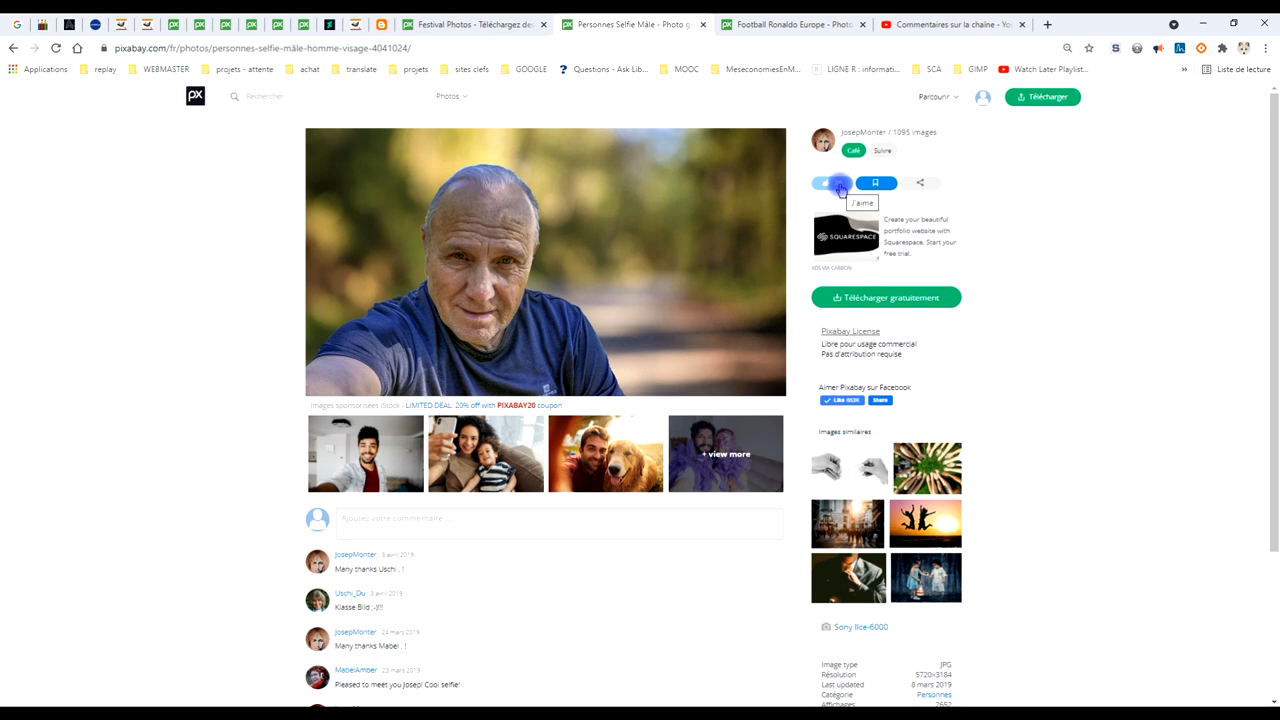 Festival Photos - Téléchargez des
Personnes Selfie Mâle - Photo g
Football Ronaldo Europe - Photo
Commentaires sur la chaîne - Yo
pixabay.com/fr/photos/personnes-selfie-mâle-homme-visage-4041024/
Applications
replay
WEBMASTER
projets - attente
achat
translate
projets
sites clefs
GOOGLE
Questions - Ask Lib...
MOOC
MeseconomiesEnM...
LIGNE R : informati...
SCA
GIMP
Watch Later Playlist...
»
Liste de lecture
px
Rechercher
Photos
Parcourir
Télécharger
JosepMonter / 1095 images
Café
Suivre
J'aime
SQUARESPACE
Create your beautiful
portfolio website with
Squarespace. Start your
free trial.
ADS VIA CARBON
Télécharger gratuitement
Pixabay License
Libre pour usage commercial
Pas d'attribution requise
Aimer Pixabay sur Facebook
Like
Share
Images sponsorisées iStock - LIMITED DEAL: 20% off with PIXABAY20 coupon
+ view more
Images similaires
Ajoutez votre commentaire ...
JosepMonter 3 avril 2019
Many thanks Uschi . !
Uschi_Du 3 avril 2019
Klasse Bild ;-)!!!
JosepMonter 24 mars 2019
Many thanks Mabel . !
MabelAmber 23 mars 2019
Pleased to meet you Josep! Cool selfie!
Sony Ilce-6000
Image type JPG
Résolution 5720×3184
Last updated 8 mars 2019
Catégorie Personnes
Affichages 2652